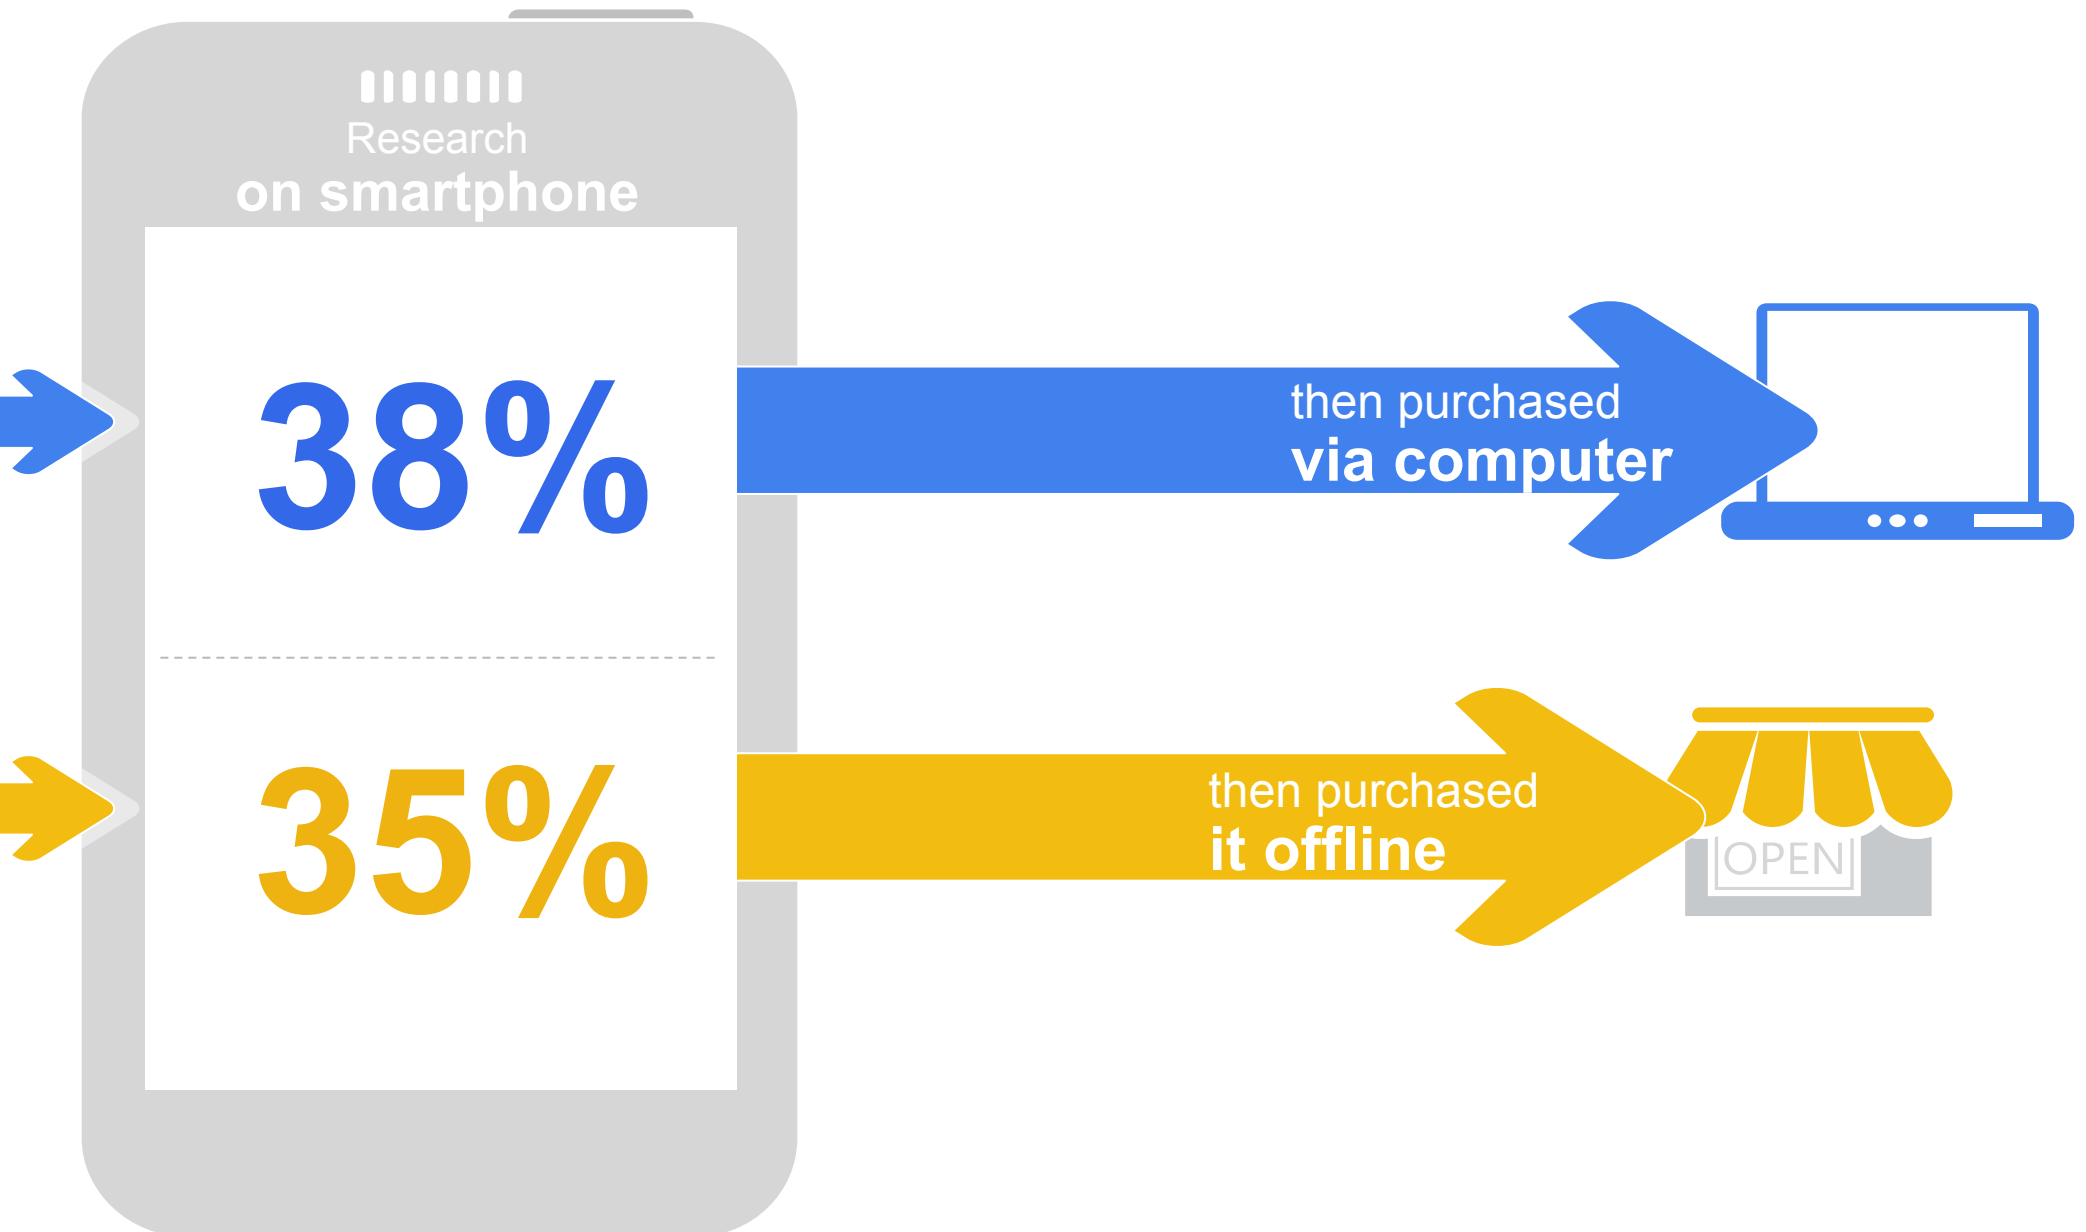 Research
on smartphone
38%
then purchased
via computer
35%
then purchased
it offline
OPEN